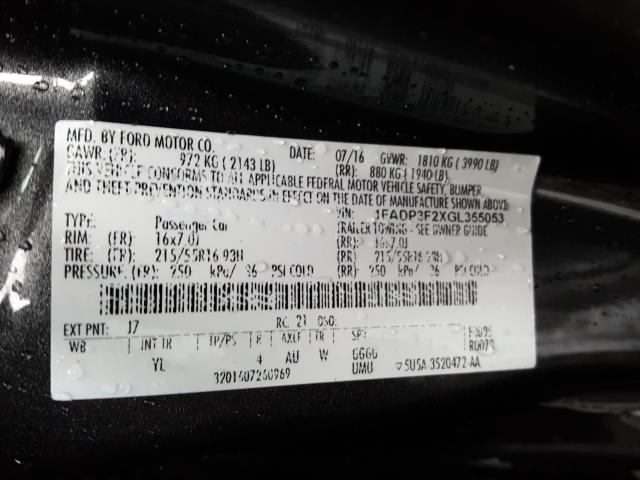 MFD. BY FORD MOTOR CO. DATE: 07/16 GVWR: 1810 KG ( 3990 LB)
GAWR. (FR): 972 KG ( 2143 LB) (RR): 880 KG ( 1940 LB)
THIS VEHICLE CONFORMS TO ALL APPLICABLE FEDERAL MOTOR VEHICLE SAFETY, BUMPER,
AND THEFT PREVENTION STANDARDS IN EFFECT ON THE DATE OF MANUFACTURE SHOWN ABOVE.
VIN: 1FADP3F2XGL355053
TYPE: Passenger Car TRAILER TOWING - SEE OWNER GUIDE
RIM: (FR) 16x7.0J (RR) 16x7.0J
TIRE: (FR) 215/55R16 93H (RR) 215/55R16 93H
PRESSURE: (FR) 250 kPa/ 36 PSI COLD (RR) 250 kPa/ 36 PSI COLD
EXT PNT: J7 RC: 21 DSO:
WB INT TR TP/PS R AXLE TR SPR
YL 4 AU W GGGG
UMU 5U5A 3520472-AA